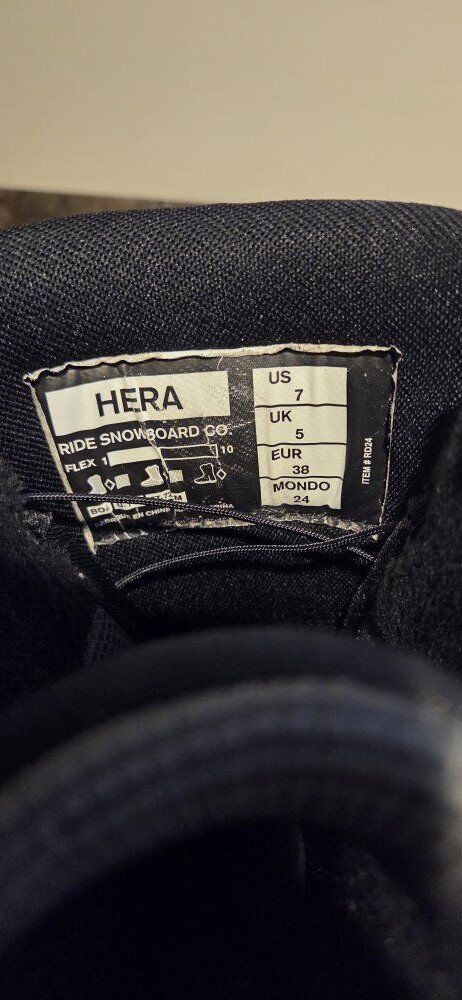 HERA
RIDE SNOWBOARD CO.
FLEX 1 10
US
7
UK
5
EUR
38
MONDO
24
ITEM # RD24